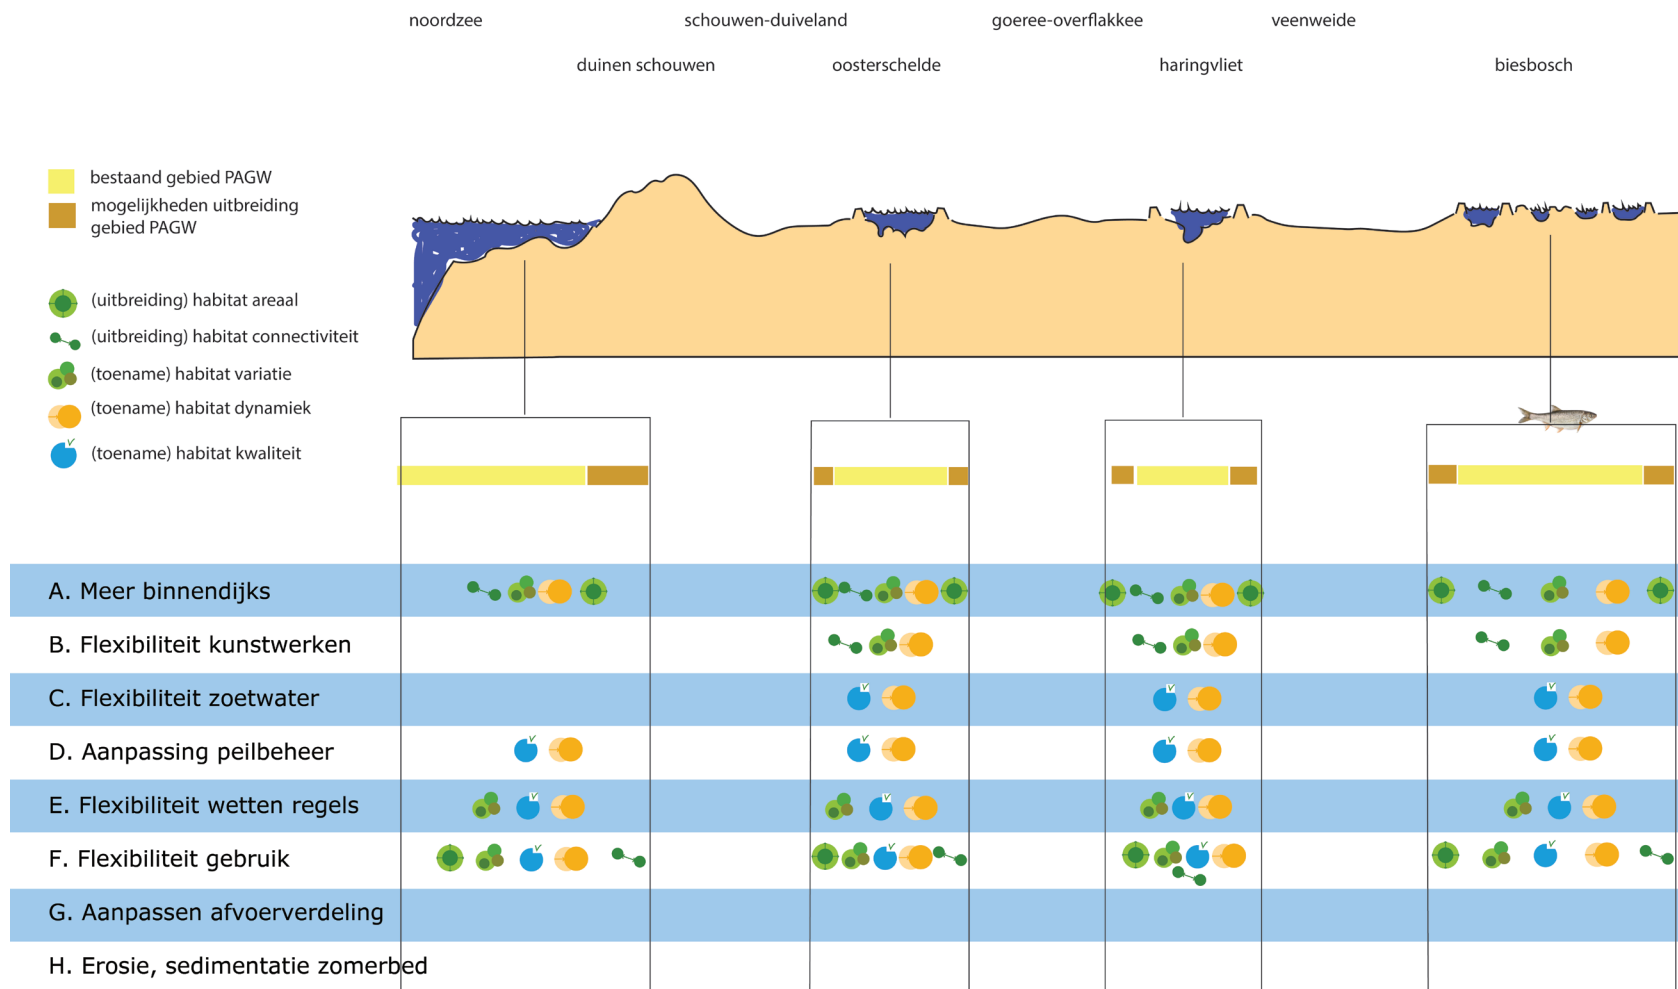 noordzee
schouwen-duiveland
goeree-overflakkee
veenweide
duinen schouwen
oosterschelde
haringvliet
biesbosch
bestaand gebied PAGW
mogelijkheden uitbreiding
gebied PAGW
(uitbreiding) habitat areaal
(uitbreiding) habitat connectiviteit
(toename) habitat variatie
(toename) habitat dynamiek
(toename) habitat kwaliteit
A. Meer binnendijks
B. Flexibiliteit kunstwerken
C. Flexibiliteit zoetwater
D. Aanpassing peilbeheer
E. Flexibiliteit wetten regels
F. Flexibiliteit gebruik
G. Aanpassen afvoerverdeling
H. Erosie, sedimentatie zomerbed